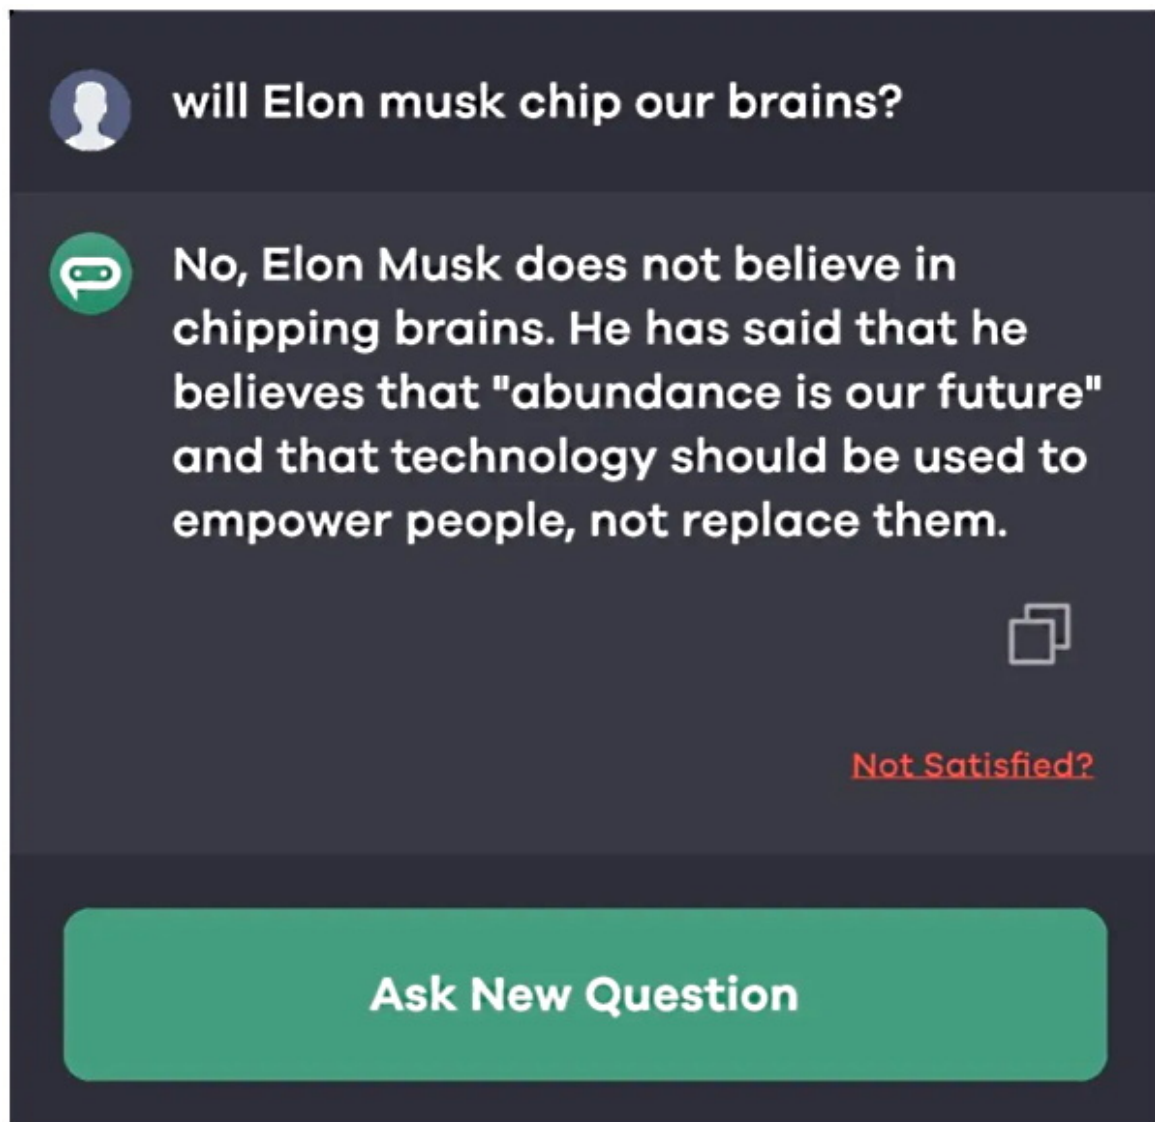 will Elon musk chip our brains?
No, Elon Musk does not believe in
chipping brains. He has said that he
believes that "abundance is our future"
and that technology should be used to
empower people, not replace them.
Not Satisfied?
Ask New Question